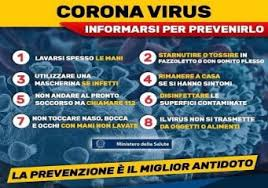 CORONA VIRUS
INFORMARSI PER PREVENIRLO
1 LAVARSI SPESSO LE MANI
2 STARNUTIRE O TOSSIRE IN
FAZZOLETTO O CON GOMITO FLESSO
3 UTILIZZARE UNA
MASCHERINA SE INFETTI
4 RIMANERE A CASA
SE SI HANNO SINTOMI
5 NON ANDARE AL PRONTO
SOCCORSO MA CHIAMARE 112
6 DISINFETTARE LE
SUPERFICI CONTAMINATE
7 NON TOCCARE NASO, BOCCA
E OCCHI CON MANI NON LAVATE
8 IL VIRUS NON SI TRASMETTE
DA OGGETTI O ALIMENTI
Ministero della Salute
LA PREVENZIONE È IL MIGLIOR ANTIDOTO